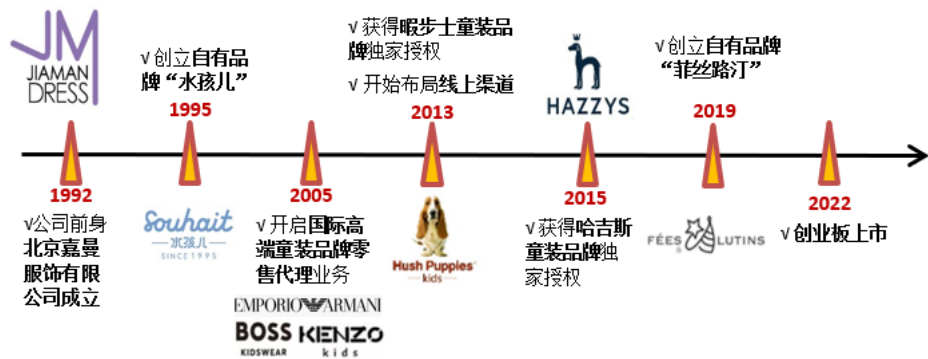 JM
JIAMAN
DRESS
1992
√公司前身
北京嘉曼
服饰有限
公司成立
√创立自有品
牌“水孩儿”
1995
Souhait
水孩儿
SINCE 1995
2005
√开启国际高
端童装品牌零
售代理业务
EMPORIO ARMANI
BOSS
KIDSWEAR
KENZO
kids
√获得暇步士童装品
牌独家授权
√开始布局线上渠道
2013
Hush Puppies
kids
HAZZYS
2015
√获得哈吉斯
童装品牌独
家授权
√创立自有品牌
“菲丝路汀”
2019
FÉES LUTINS
2022
√创业板上市